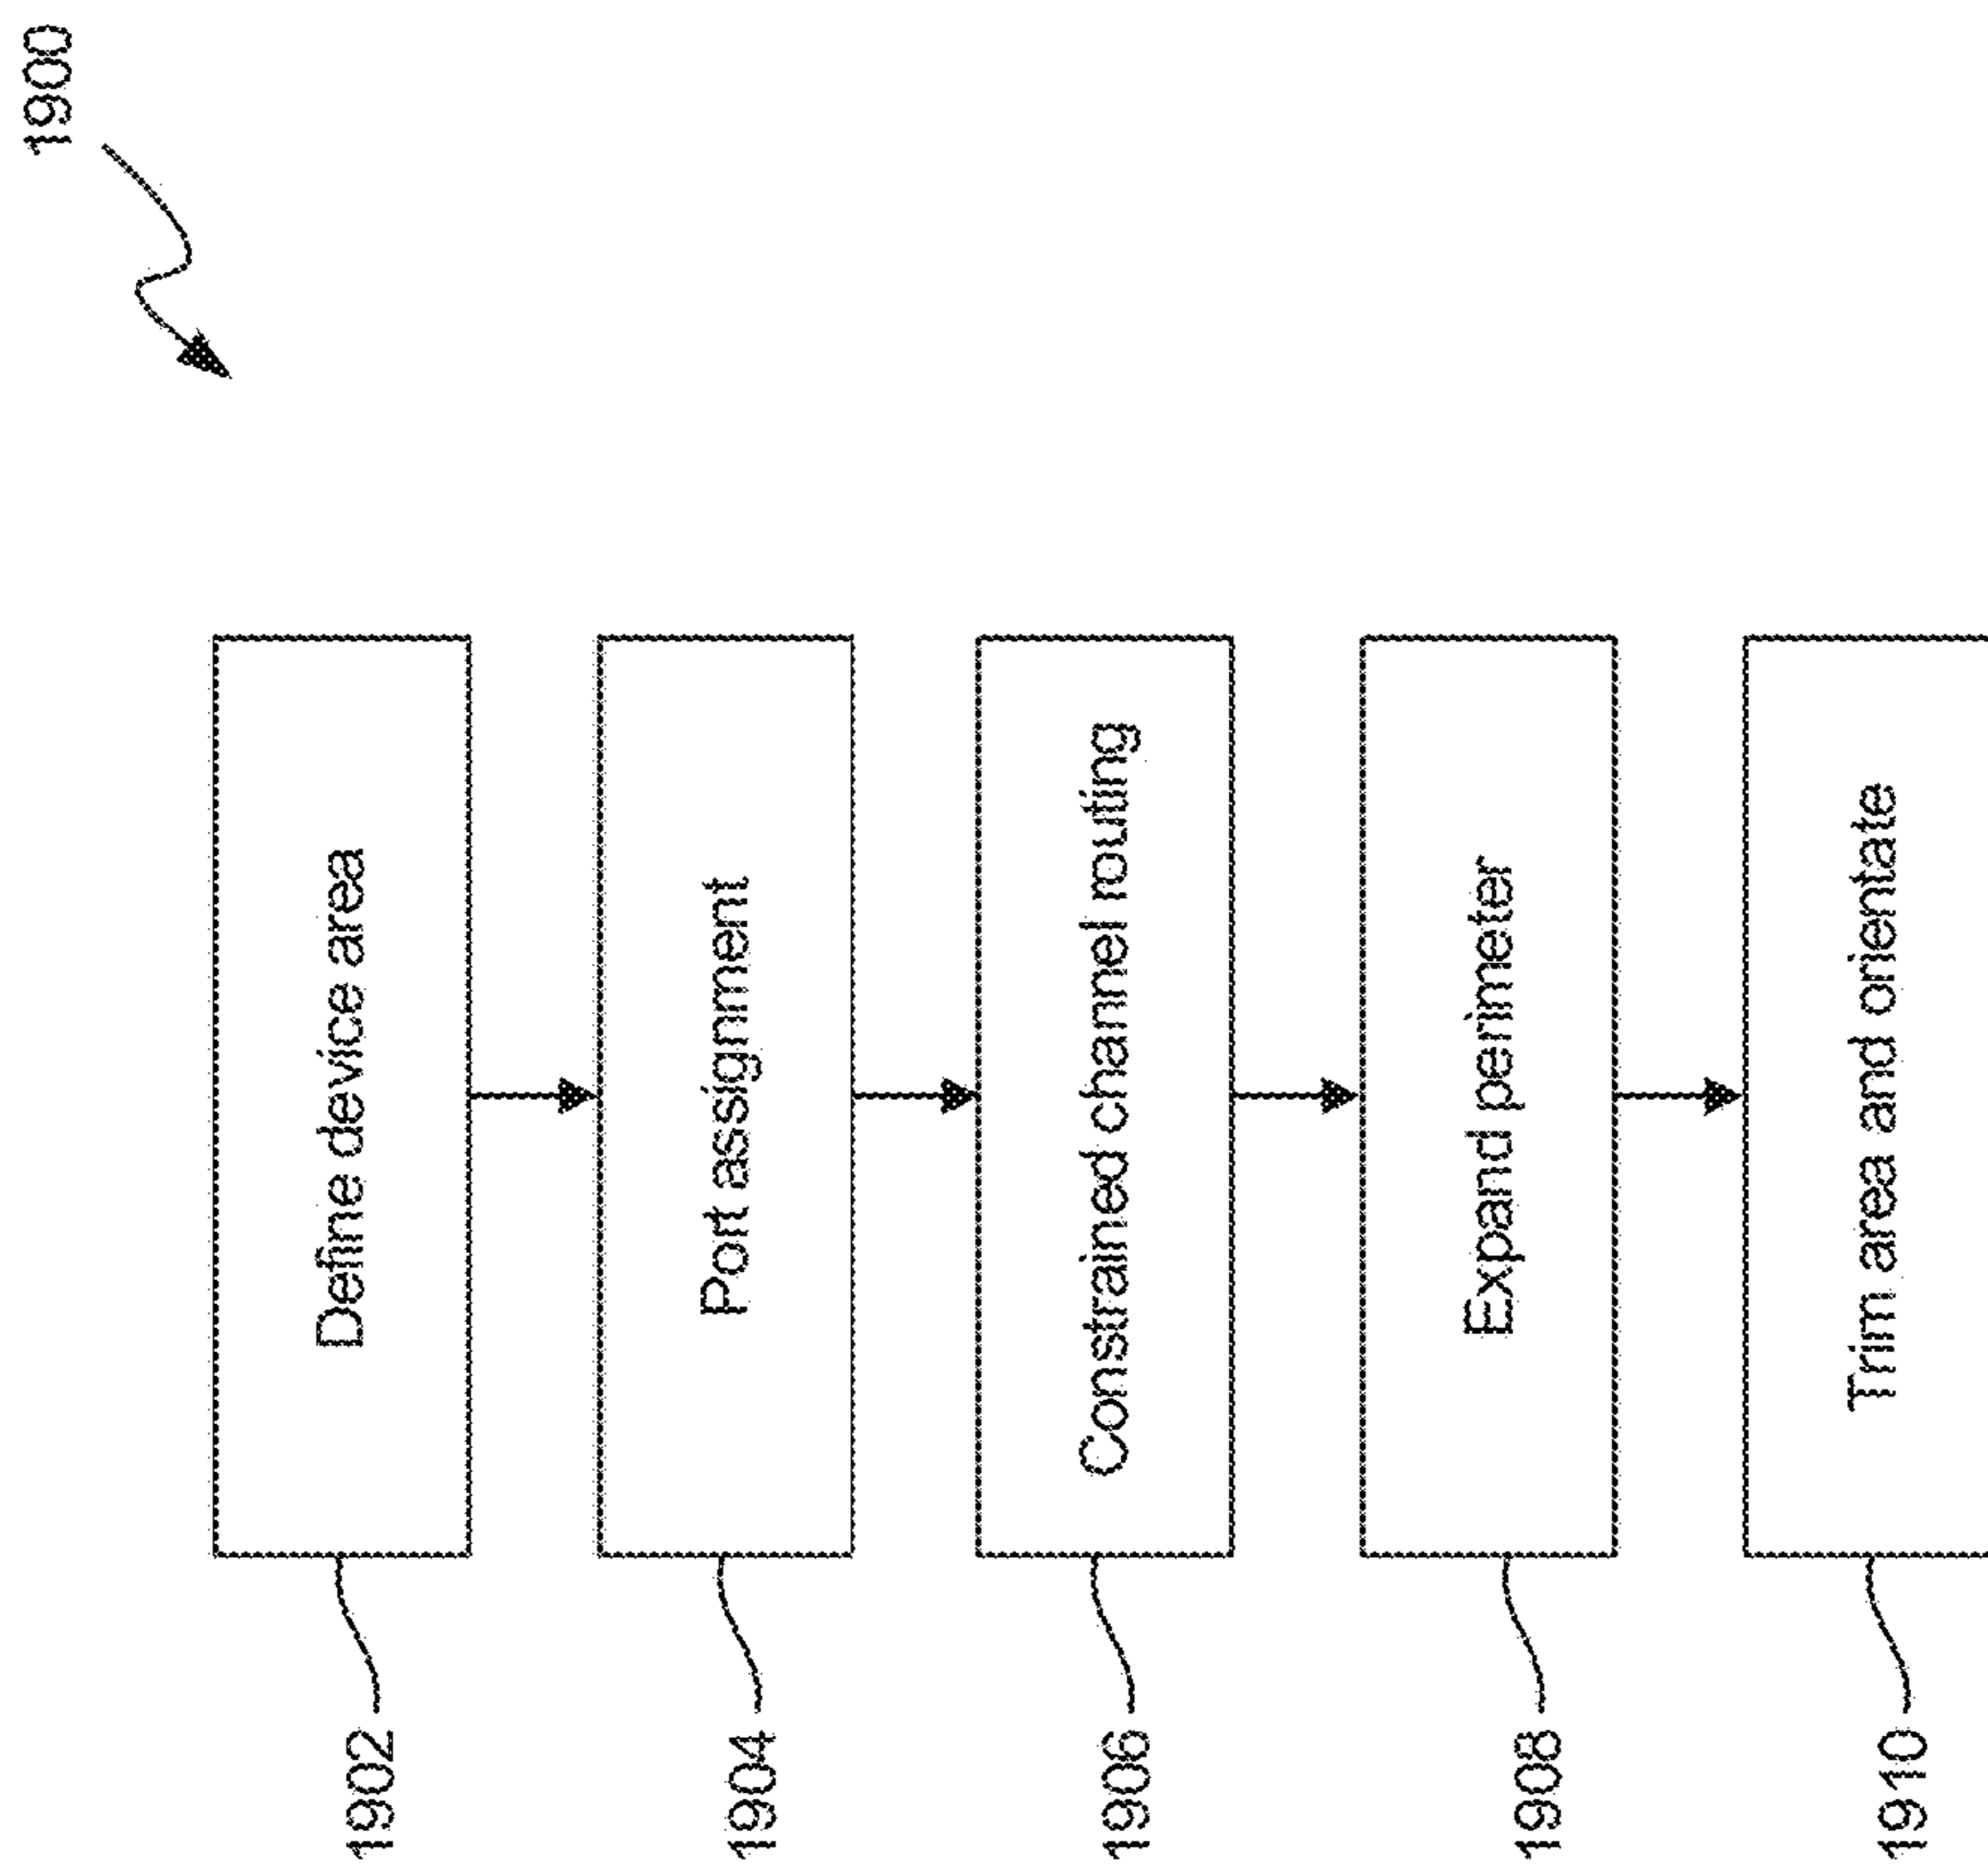 1900
1902
Define device area
1904
Port assignment
1906
Constrained channel routing
1908
Expand perimeter
1910
Trim area and orientate